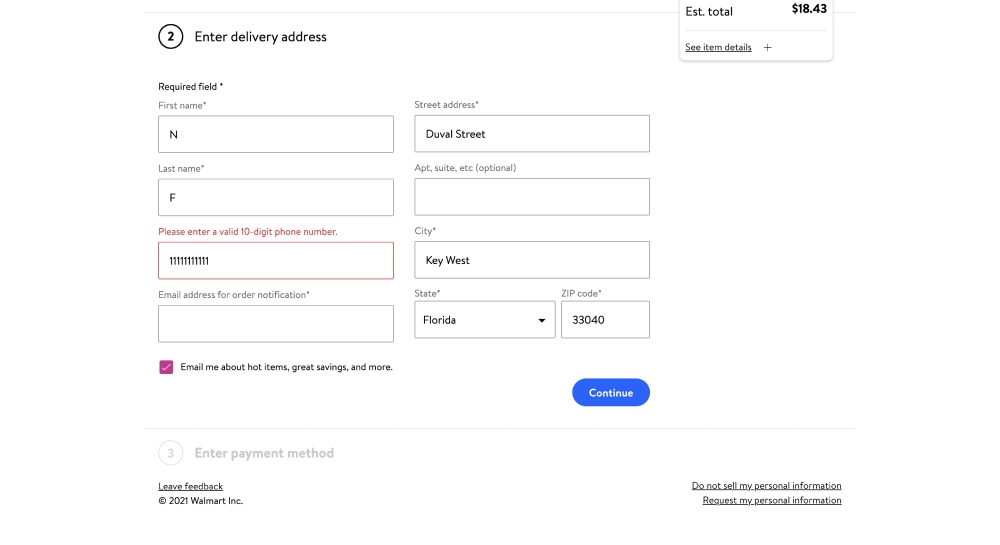 Est. total $18.43
See item details +
2 Enter delivery address
Required field *
First name*
N
Last name*
F
Please enter a valid 10-digit phone number.
11111111111
Email address for order notification*
Street address*
Duval Street
Apt, suite, etc (optional)
City*
Key West
State* ZIP code*
Florida 33040
Email me about hot items, great savings, and more.
Continue
3 Enter payment method
Leave feedback
© 2021 Walmart Inc.
Do not sell my personal information
Request my personal information